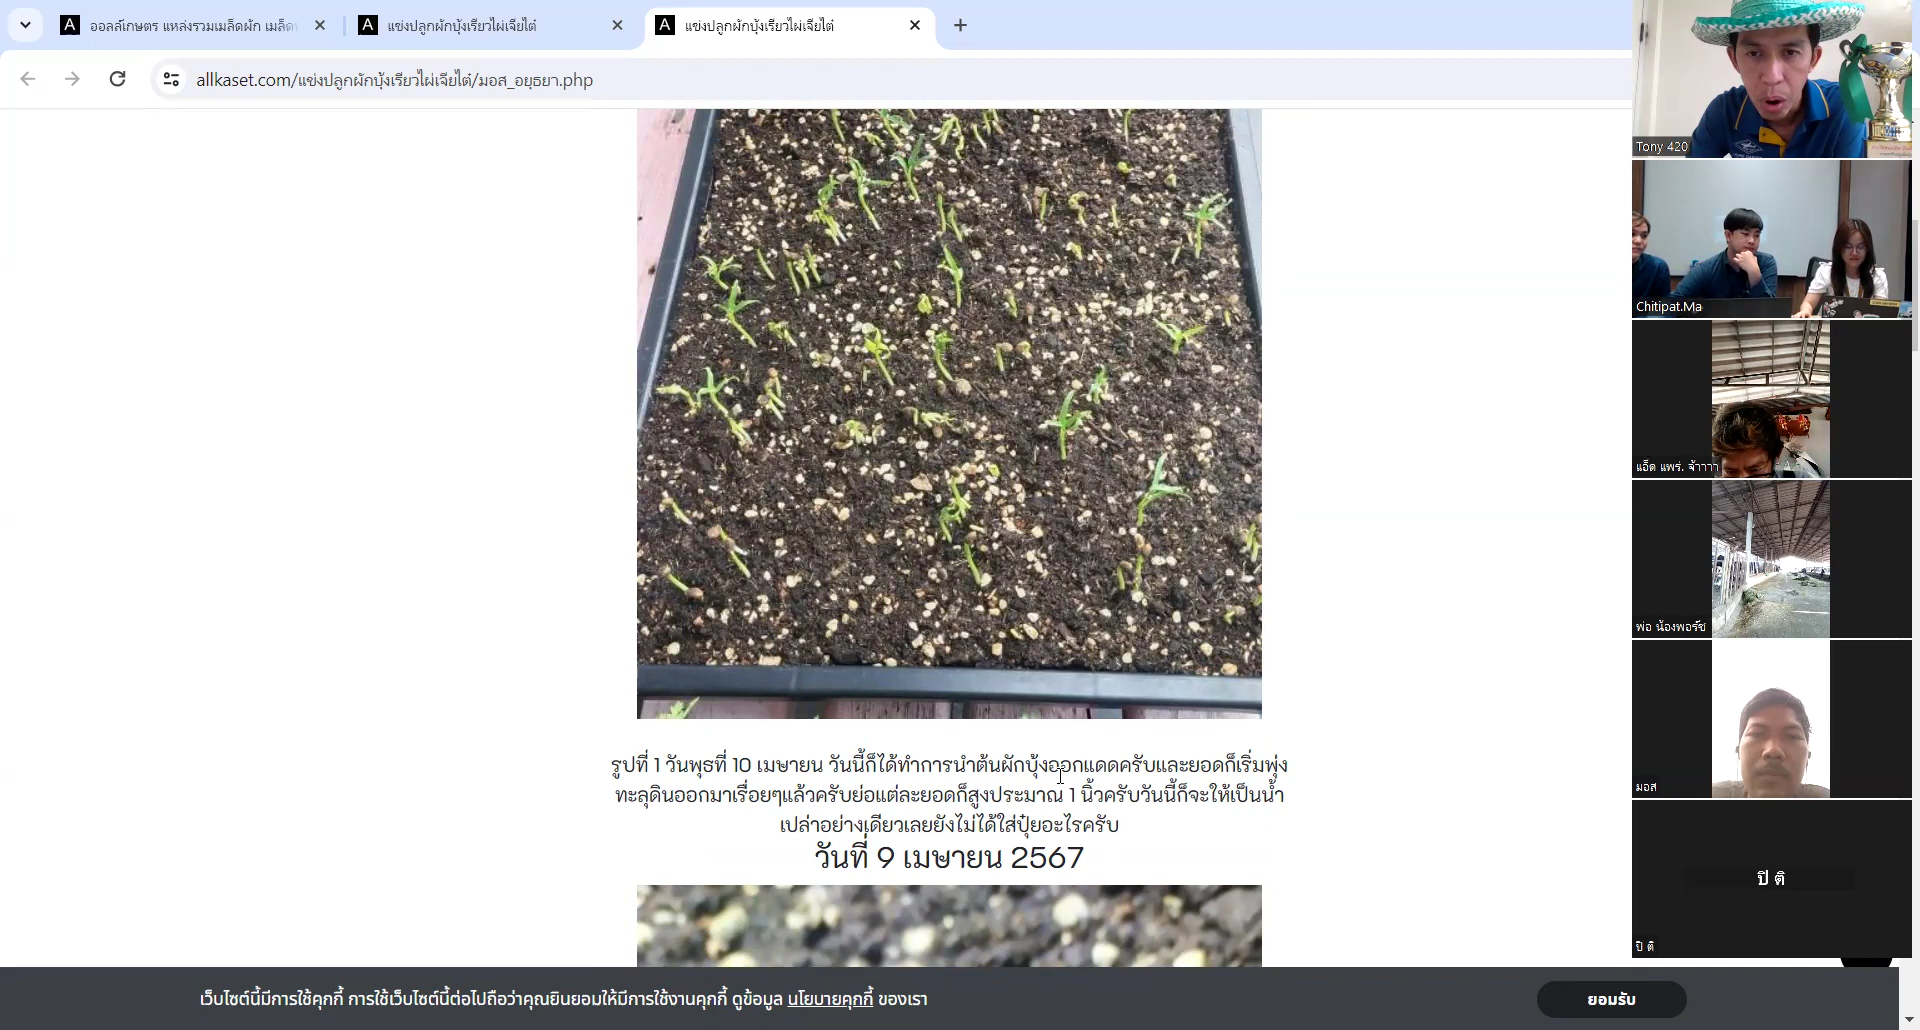 ออลล์เกษตร แหล่งรวมเมล็ดผัก เมล็ด
แข่งปลูกผักบุ้งเรียวไผ่เจียไต๋
แข่งปลูกผักบุ้งเรียวไผ่เจียไต๋
allkaset.com/แข่งปลูกผักบุ้งเรียวไผ่เจียไต๋/มอส_อยุธยา.php
Tony 420
Chitipat.Ma
แอ็ด แพร่. จ้าาาา
พ่อ น้องพอร์ช
มอส
ปิ ติ
ปิ ติ
รูปที่ 1 วันพุธที่ 10 เมษายน วันนี้ก็ได้ทำการนำต้นผักบุ้งออกแดดครับและยอดก็เริ่มพุ่ง
ทะลุดินออกมาเรื่อยๆแล้วครับย่อแต่ละยอดก็สูงประมาณ 1 นิ้วครับวันนี้ก็จะให้เป็นน้ำ
เปล่าอย่างเดียวเลยยังไม่ได้ใส่ปุ๋ยอะไรครับ
วันที่ 9 เมษายน 2567
เว็บไซต์นี้มีการใช้คุกกี้ การใช้เว็บไซต์นี้ต่อไปถือว่าคุณยินยอมให้มีการใช้งานคุกกี้ ดูข้อมูล นโยบายคุกกี้ ของเรา
ยอมรับ